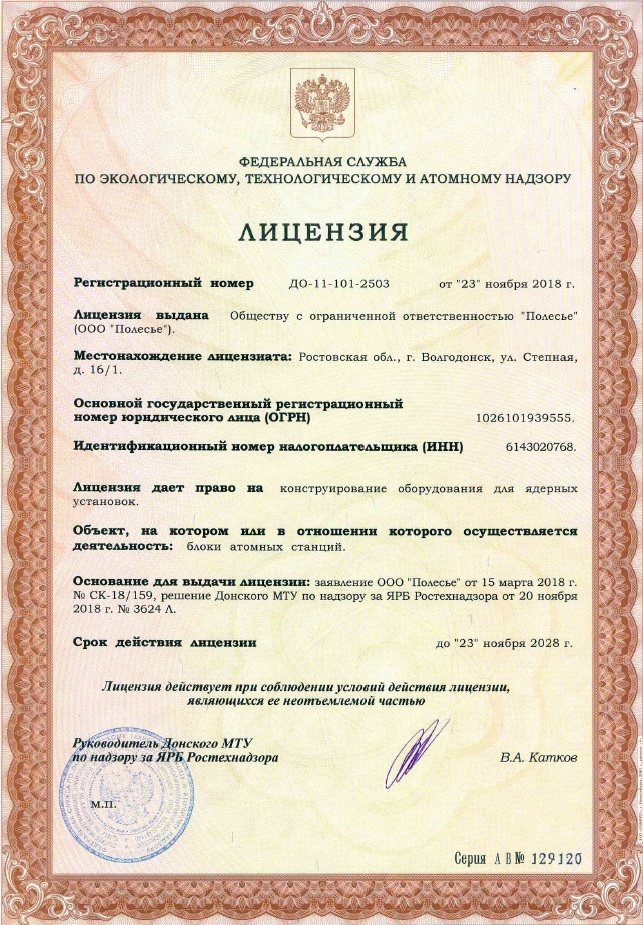 ФЕДЕРАЛЬНАЯ СЛУЖБА
ПО ЭКОЛОГИЧЕСКОМУ, ТЕХНОЛОГИЧЕСКОМУ И АТОМНОМУ НАДЗОРУ
ЛИЦЕНЗИЯ
Регистрационный номер ДО-11-101-2503 от "23" ноября 2018 г.
Лицензия выдана Обществу с ограниченной ответственностью "Полесье"
(ООО "Полесье").
Местонахождение лицензиата: Ростовская обл., г. Волгодонск, ул. Степная,
д. 16/1.
Основной государственный регистрационный
номер юридического лица (ОГРН) 1026101939555.
Идентификационный номер налогоплательщика (ИНН) 6143020768.
Лицензия дает право на конструирование оборудования для ядерных
установок.
Объект, на котором или в отношении которого осуществляется
деятельность: блоки атомных станций.
Основание для выдачи лицензии: заявление ООО "Полесье" от 15 марта 2018 г.
№ СК-18/159, решение Донского МТУ по надзору за ЯРБ Ростехнадзора от 20 ноября
2018 г. № 3624 Л.
Срок действия лицензии до "23" ноября 2028 г.
Лицензия действует при соблюдении условий действия лицензии,
являющихся ее неотъемлемой частью
Руководитель Донского МТУ
по надзору за ЯРБ Ростехнадзора В.А. Катков
м.п.
Серия АВ № 129120